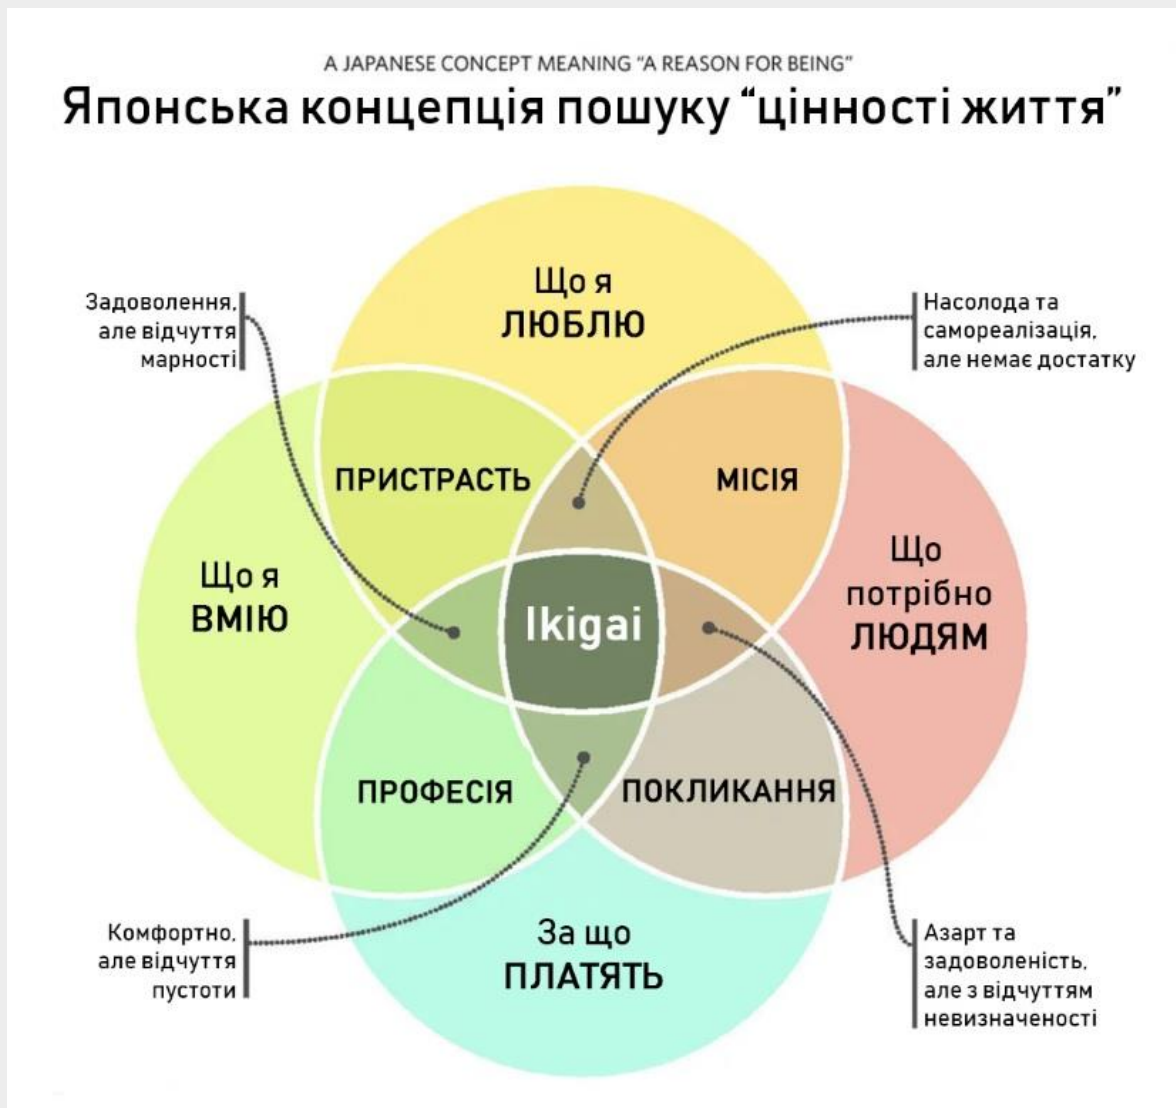 A JAPANESE CONCEPT MEANING “A REASON FOR BEING”
Японська концепція пошуку “цінності життя”
Що я
ЛЮБЛЮ
Задоволення,
але відчуття
марності
Насолода та
самореалізація,
але немає достатку
ПРИСТРАСТЬ
МІСІЯ
Що я
ВМІЮ
Ikigai
Що
потрібно
ЛЮДЯМ
ПРОФЕСІЯ
ПОКЛИКАННЯ
За що
ПЛАТЯТЬ
Комфортно,
але відчуття
пустоти
Азарт та
задоволеність,
але з відчуттям
невизначеності